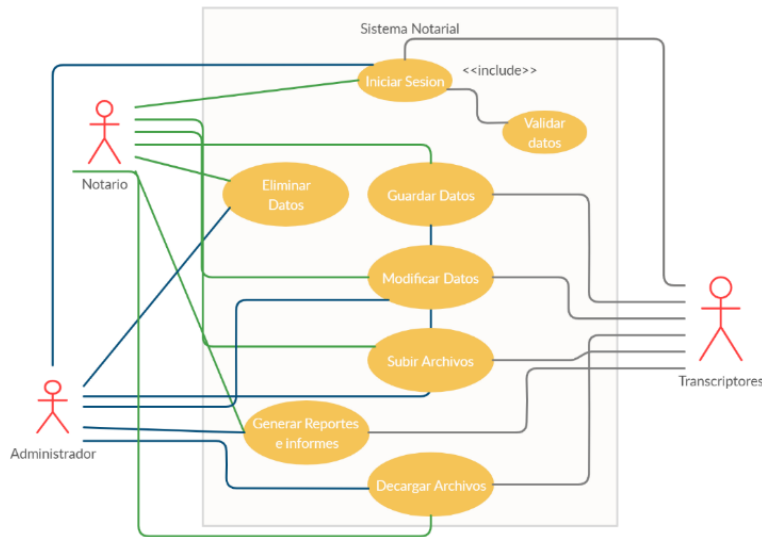 Sistema Notarial
Iniciar Sesion
<<include>>
Validar
datos
Notario
Eliminar
Datos
Guardar Datos
Modificar Datos
Subir Archivos
Transcriptores
Administrador
Generar Reportes
e informes
Decargar Archivos